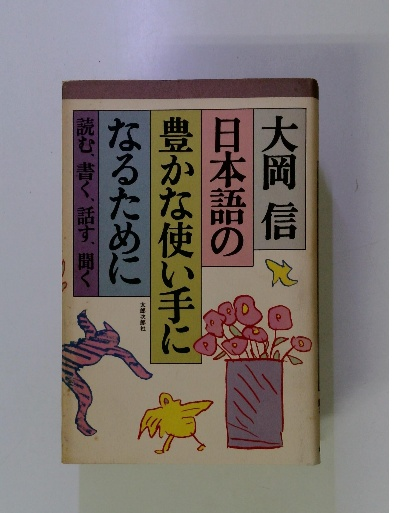 大岡 信
日本語の
豊かな使い手に
なるために
読む、書く、話す、聞く
太郎次郎社